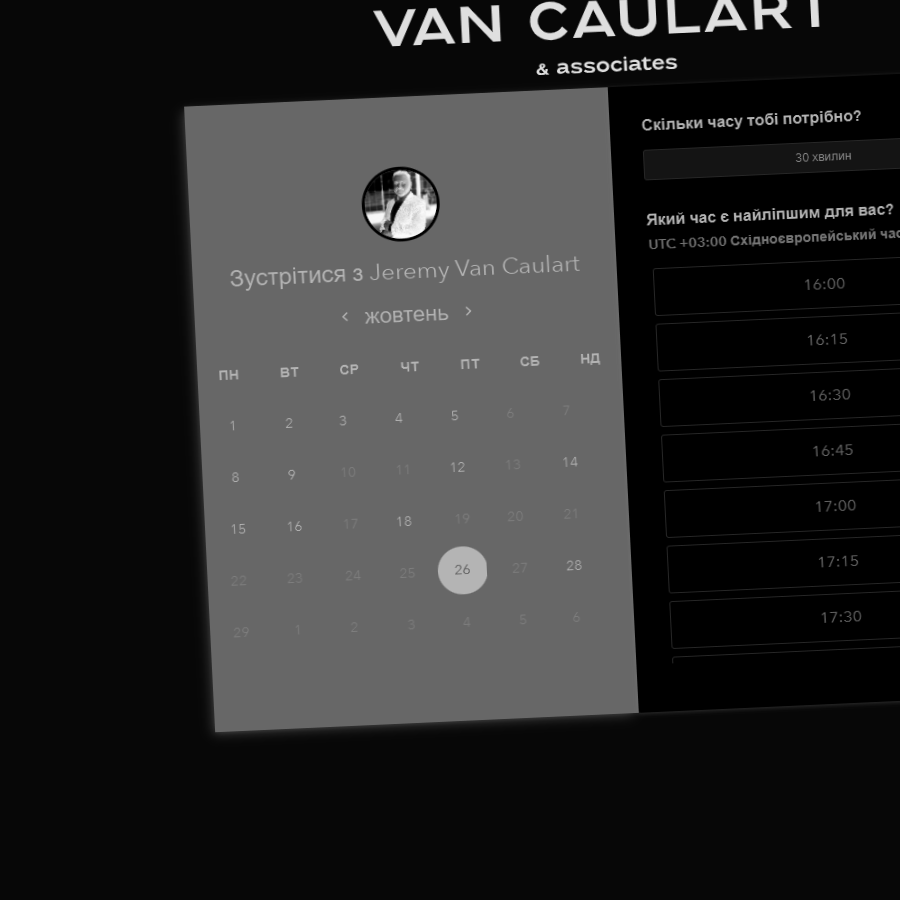 VAN CAULART
& associates
Зустрітися з Jeremy Van Caulart
‹ жовтень ›
ПН ВТ СР ЧТ ПТ СБ НД
1 2 3 4 5 6 7
8 9 10 11 12 13 14
15 16 17 18 19 20 21
22 23 24 25 26 27 28
29 1 2 3 4 5 6
Скільки часу тобі потрібно?
30 хвилин
Який час є найліпшим для вас?
UTC +03:00 Східноєвропейський час
16:00
16:15
16:30
16:45
17:00
17:15
17:30